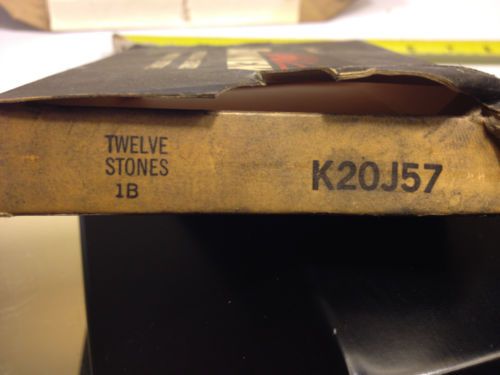 TWELVE
STONES
1B
K20J57